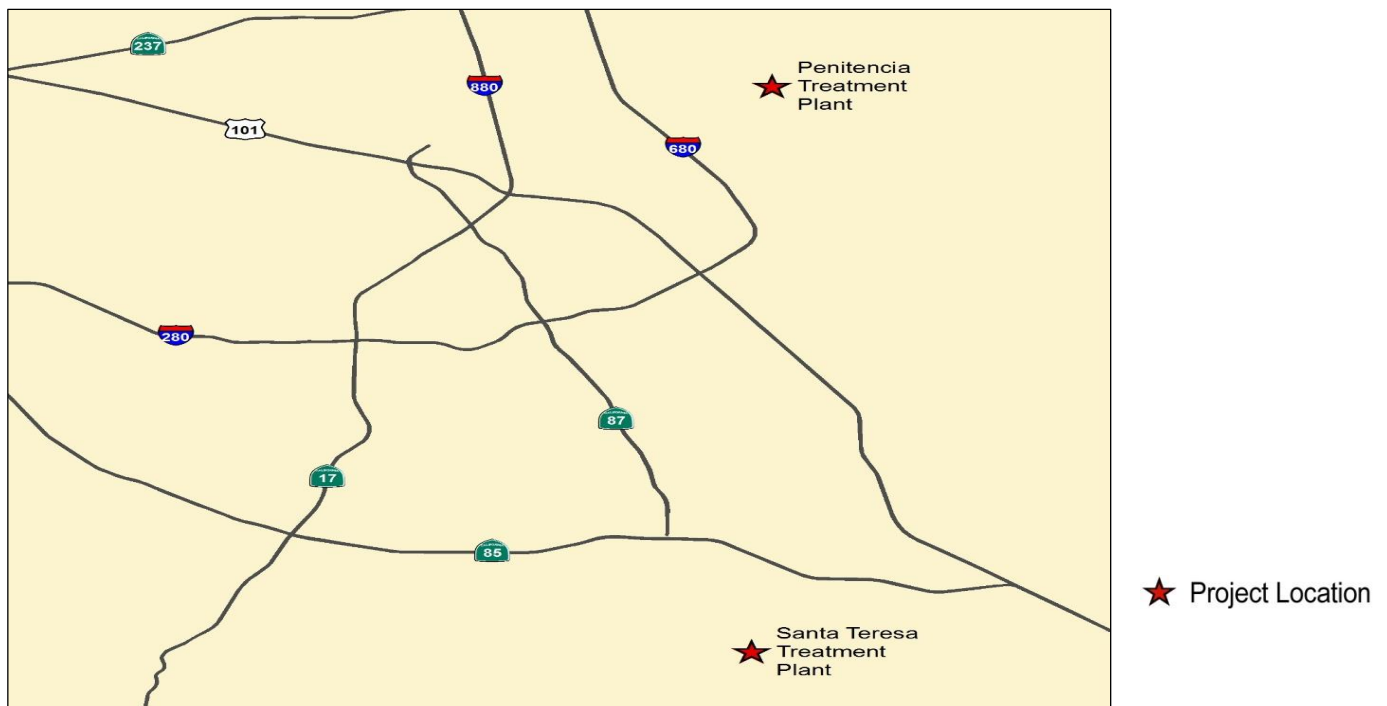 237
880
Penitencia
Treatment
Plant
101
680
280
87
17
85
Santa Teresa
Treatment
Plant
Project Location